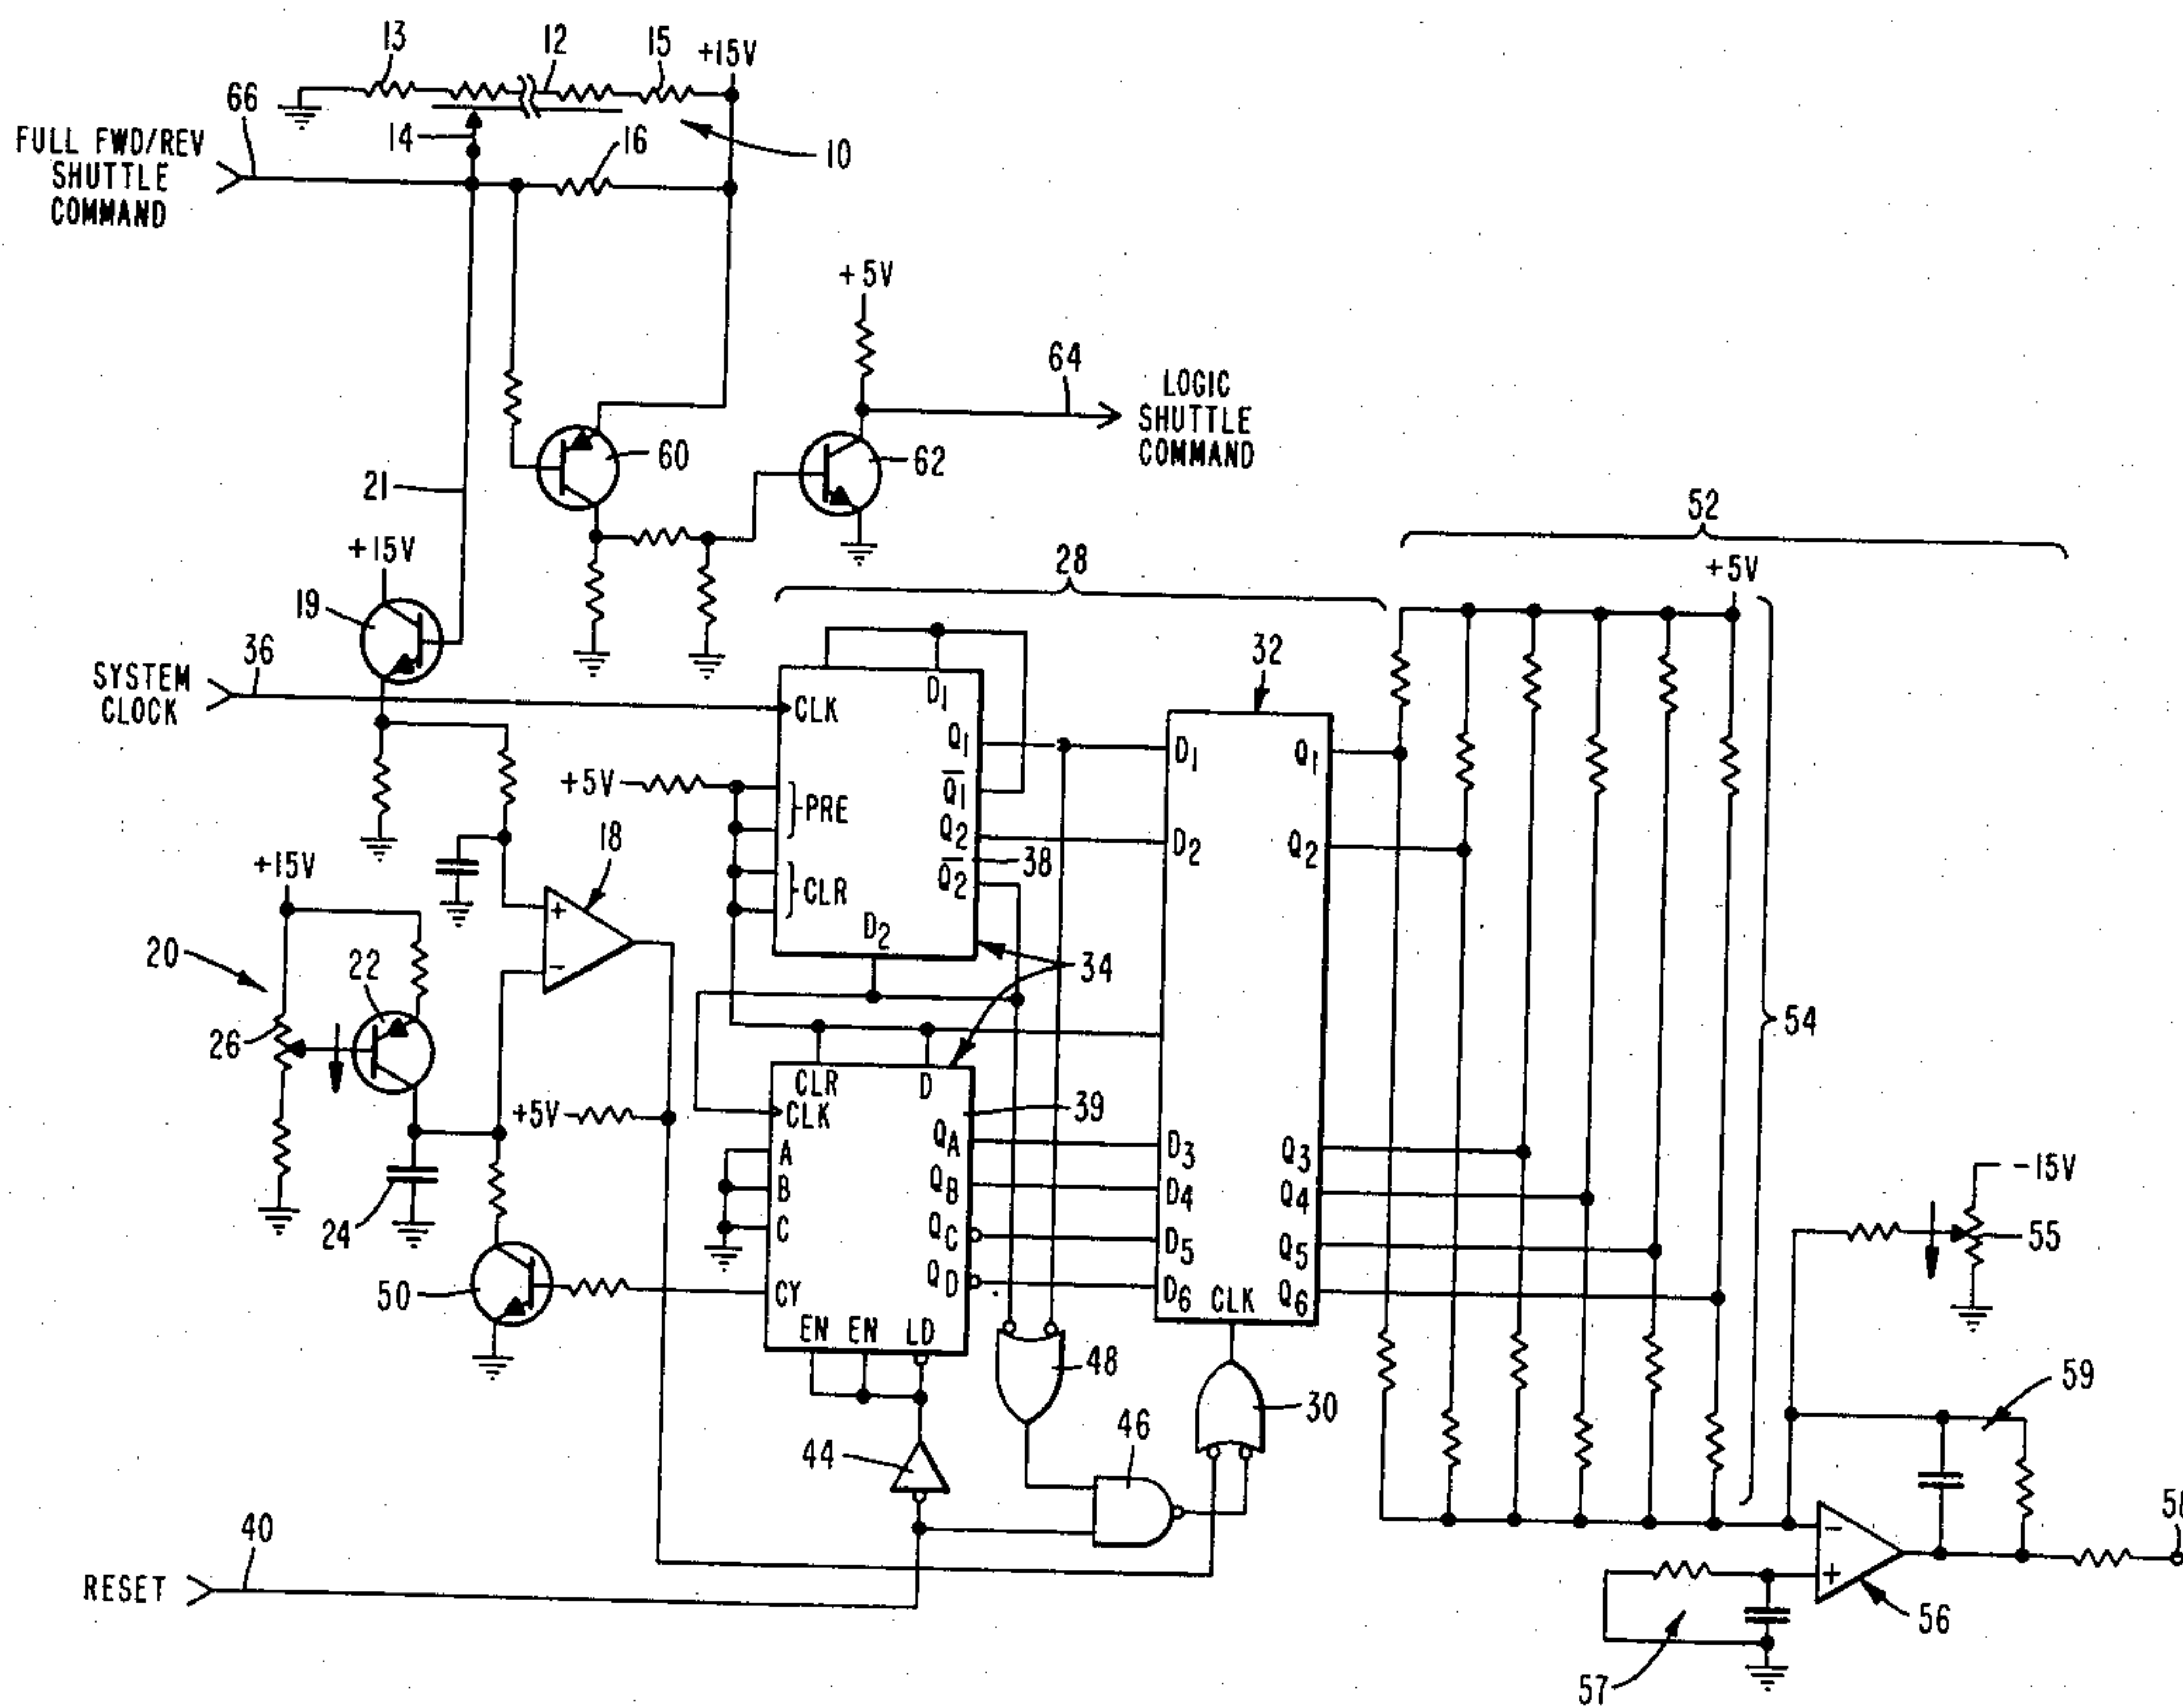 13
12
15
+15V
66
FULL FWD/REV
SHUTTLE
COMMAND
14
16
10
+5V
64
LOGIC
SHUTTLE
COMMAND
60
62
21
52
+15V
28
+5V
19
36
32
SYSTEM
CLOCK
CLK
D1
Q1
D1
Q1
+5V
PRE
Q1
18
Q2
D2
Q2
38
+15V
CLR
Q2
D2
20
22
34
54
26
CLR
D
39
+5V
CLK
A
QA
D3
Q3
B
QB
D4
Q4
-15V
24
C
QC
D5
Q5
55
50
CY
QD
D6
CLK
Q6
EN
EN
LD
48
59
30
44
46
40
RESET
56
57